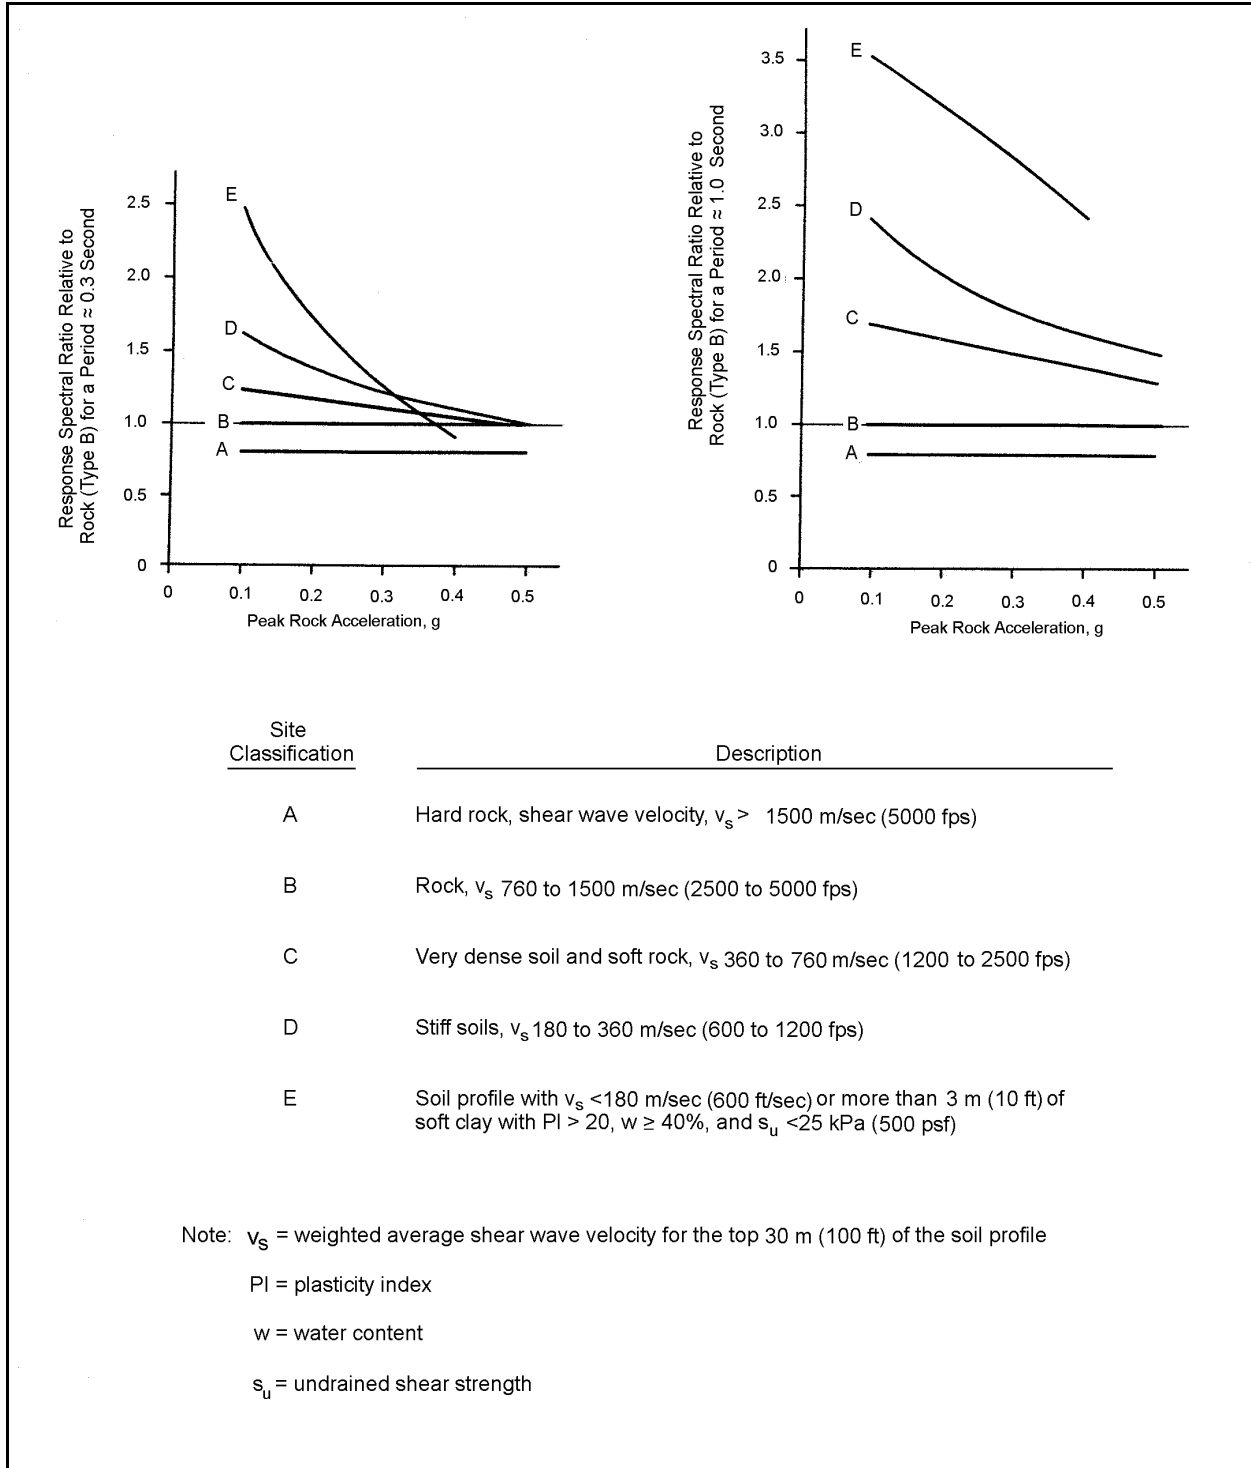 Response Spectral Ratio Relative to
Rock (Type B) for a Period ≈ 0.3 Second
2.5
2.0
1.5
1.0
0.5
0
E
D
C
B
A
0
0.1
0.2
0.3
0.4
0.5
Peak Rock Acceleration, g
Response Spectral Ratio Relative to
Rock (Type B) for a Period ≈ 1.0 Second
3.5
3.0
2.5
2.0
1.5
1.0
0.5
0
E
D
C
B
A
0
0.1
0.2
0.3
0.4
0.5
Peak Rock Acceleration, g
Site
Classification
Description
A
Hard rock, shear wave velocity, vs > 1500 m/sec (5000 fps)
B
Rock, vs 760 to 1500 m/sec (2500 to 5000 fps)
C
Very dense soil and soft rock, vs 360 to 760 m/sec (1200 to 2500 fps)
D
Stiff soils, vs 180 to 360 m/sec (600 to 1200 fps)
E
Soil profile with vs <180 m/sec (600 ft/sec) or more than 3 m (10 ft) of
soft clay with PI > 20, w ≥ 40%, and su <25 kPa (500 psf)
Note: vs = weighted average shear wave velocity for the top 30 m (100 ft) of the soil profile
PI = plasticity index
w = water content
su = undrained shear strength